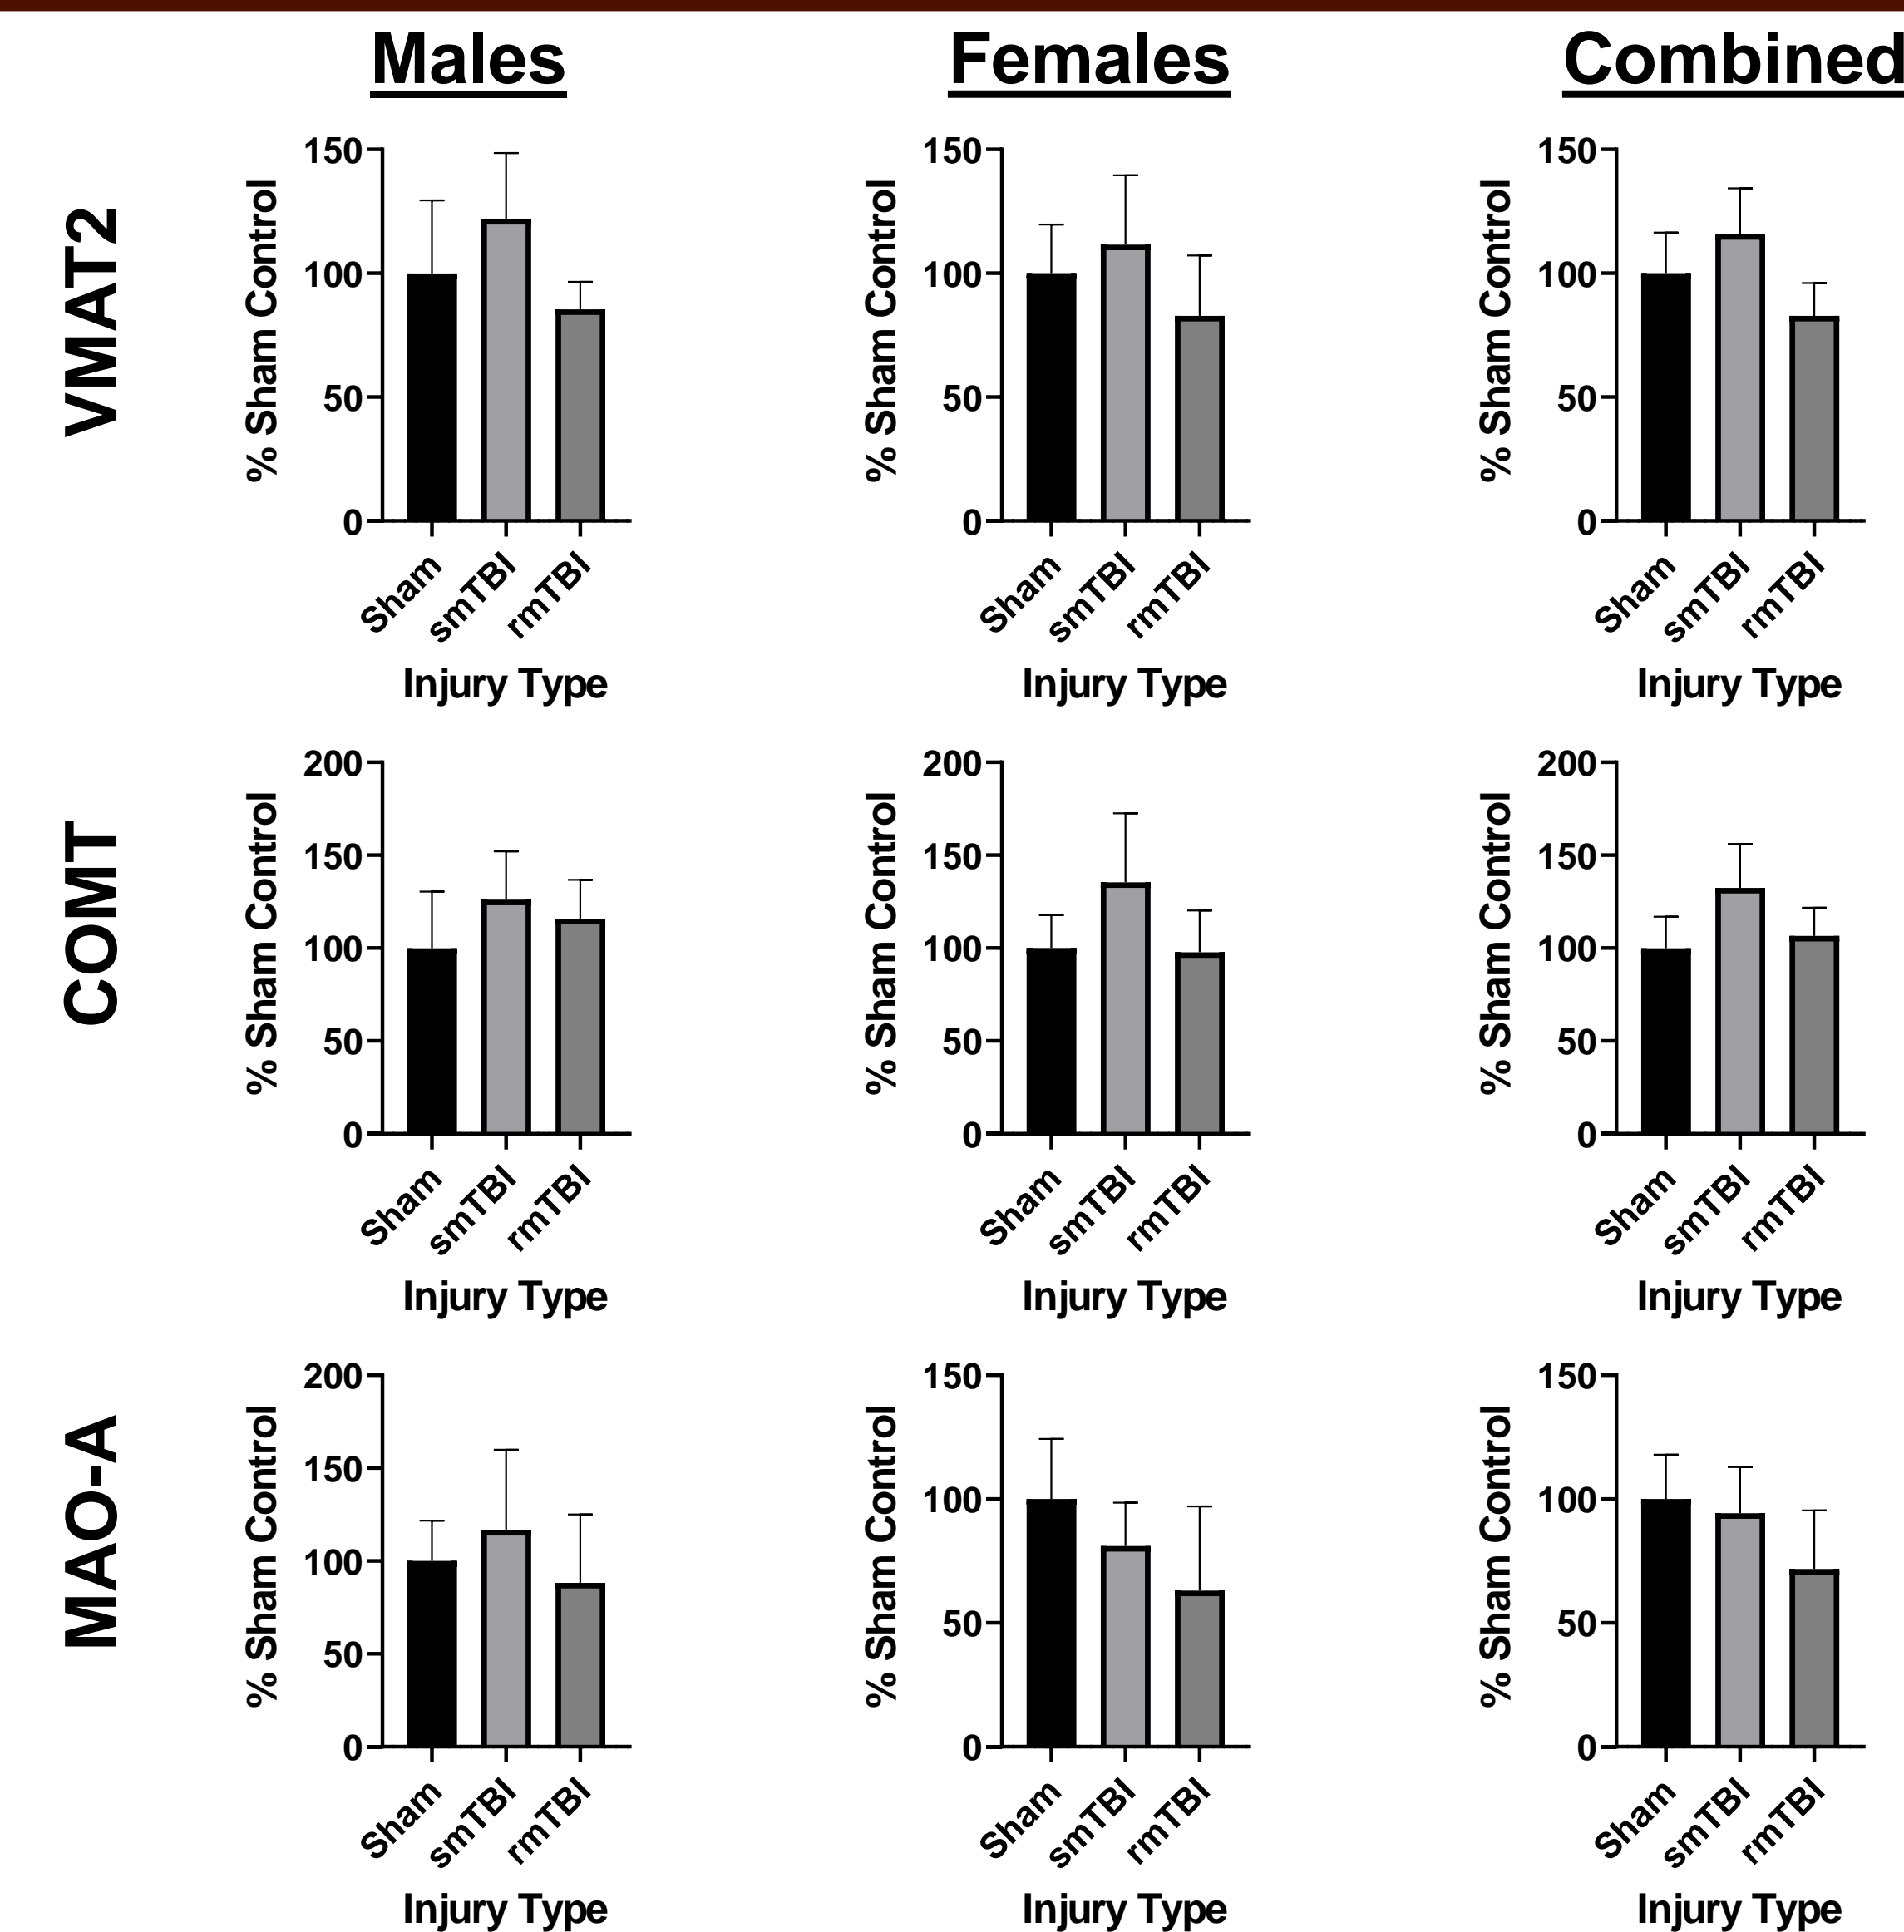 Males
Females
Combined
VMAT2
% Sham Control
150
100
50
0
Sham
smTBI
rmTBI
Injury Type
% Sham Control
150
100
50
0
Sham
smTBI
rmTBI
Injury Type
% Sham Control
150
100
50
0
Sham
smTBI
rmTBI
Injury Type
COMT
% Sham Control
200
150
100
50
0
Sham
smTBI
rmTBI
Injury Type
% Sham Control
200
150
100
50
0
Sham
smTBI
rmTBI
Injury Type
% Sham Control
200
150
100
50
0
Sham
smTBI
rmTBI
Injury Type
MAO-A
% Sham Control
200
150
100
50
0
Sham
smTBI
rmTBI
Injury Type
% Sham Control
150
100
50
0
Sham
smTBI
rmTBI
Injury Type
% Sham Control
150
100
50
0
Sham
smTBI
rmTBI
Injury Type